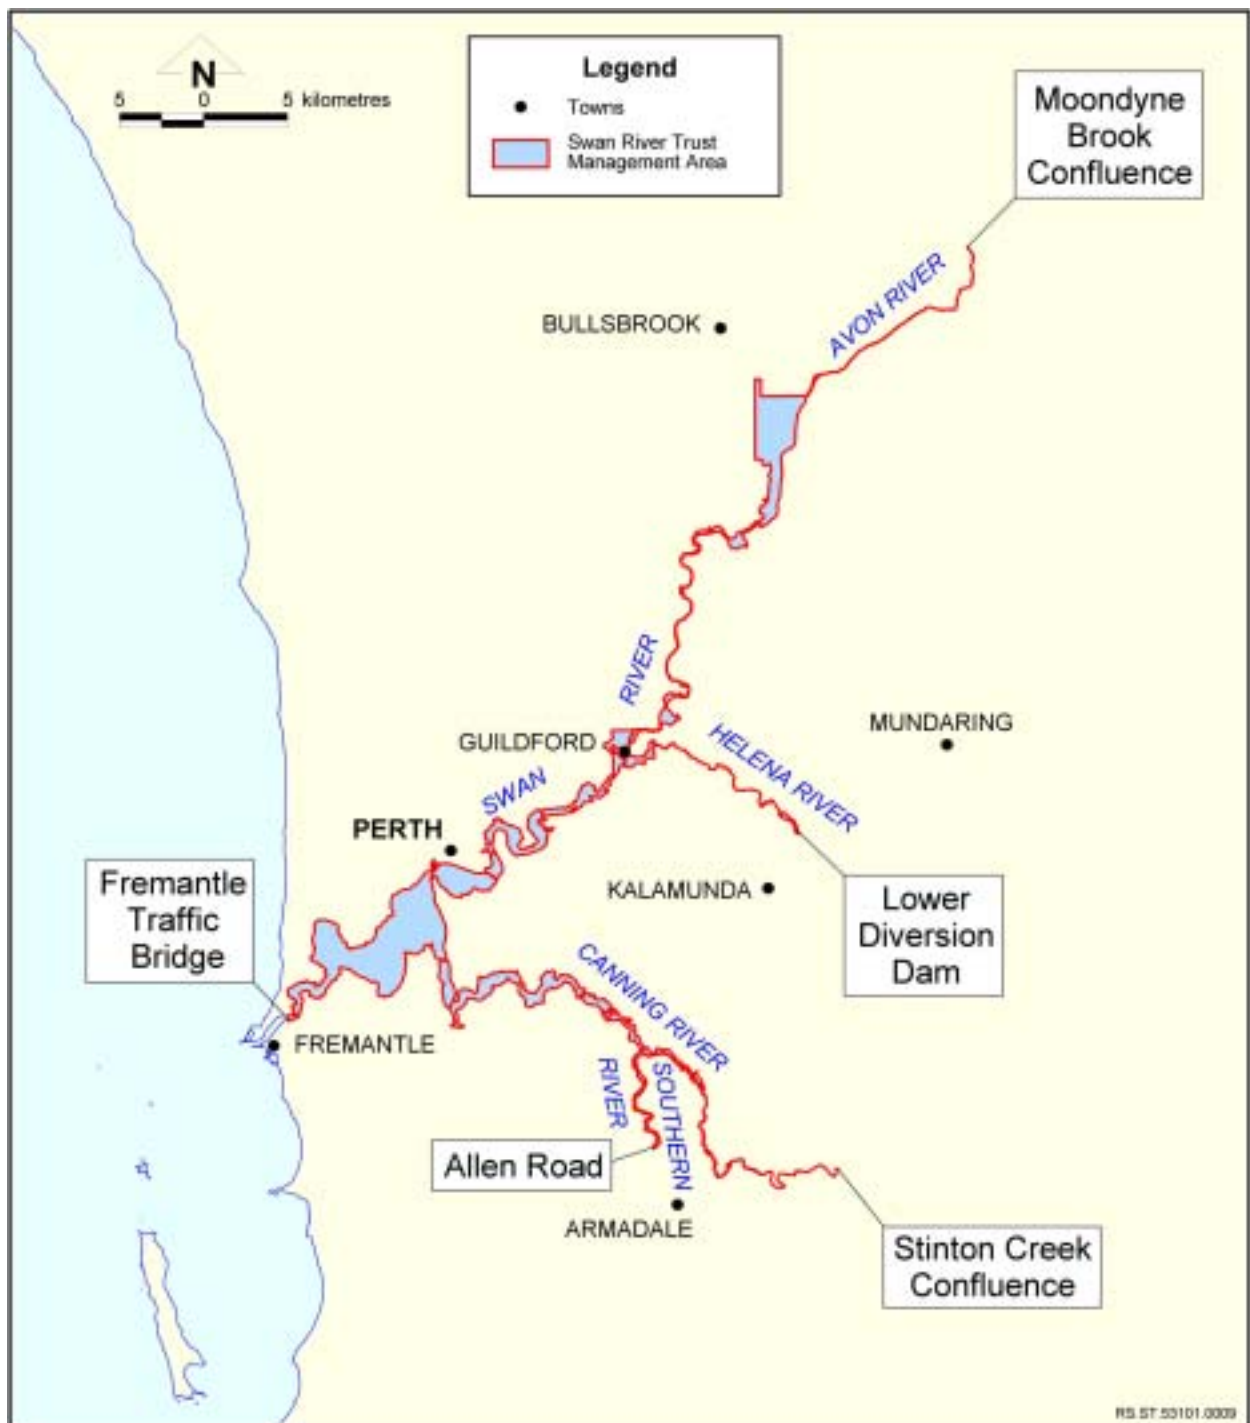 N
5 0 5 kilometres
Legend
Towns
Swan River Trust
Management Area
Moondyne
Brook
Confluence
AVON RIVER
BULLSBROOK
RIVER
MUNDARING
GUILDFORD
HELENA RIVER
SWAN
PERTH
Fremantle
Traffic
Bridge
KALAMUNDA
Lower
Diversion
Dam
CANNING RIVER
FREMANTLE
RIVER
SOUTHERN
Allen Road
ARMADALE
Stinton Creek
Confluence
RS ST 53101.0009